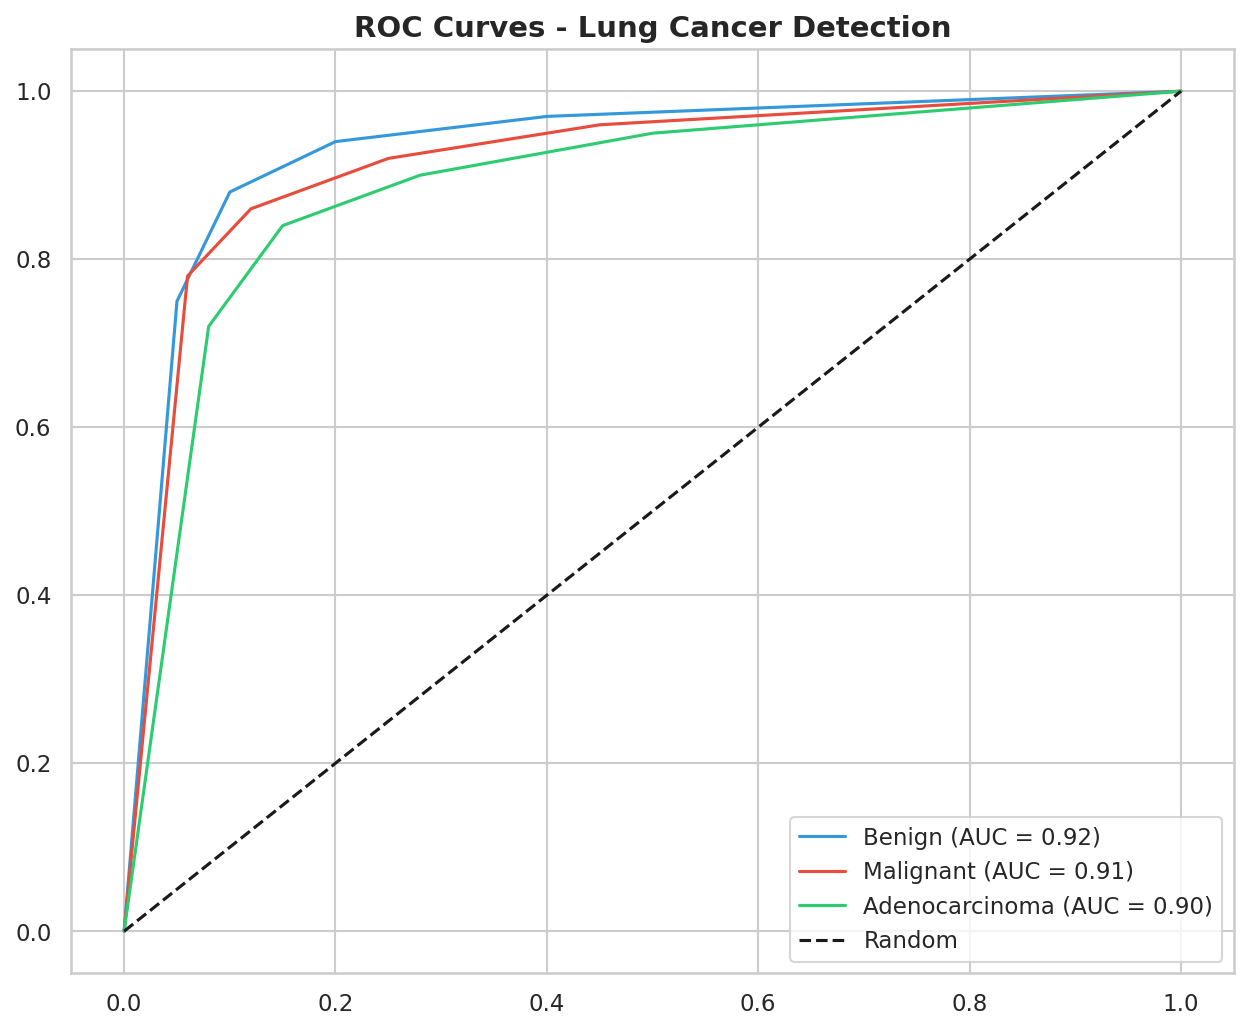 ROC Curves - Lung Cancer Detection
1.0
0.8
0.6
0.4
0.2
0.0
Benign (AUC = 0.92)
Malignant (AUC = 0.91)
Adenocarcinoma (AUC = 0.90)
Random
0.0 0.2 0.4 0.6 0.8 1.0